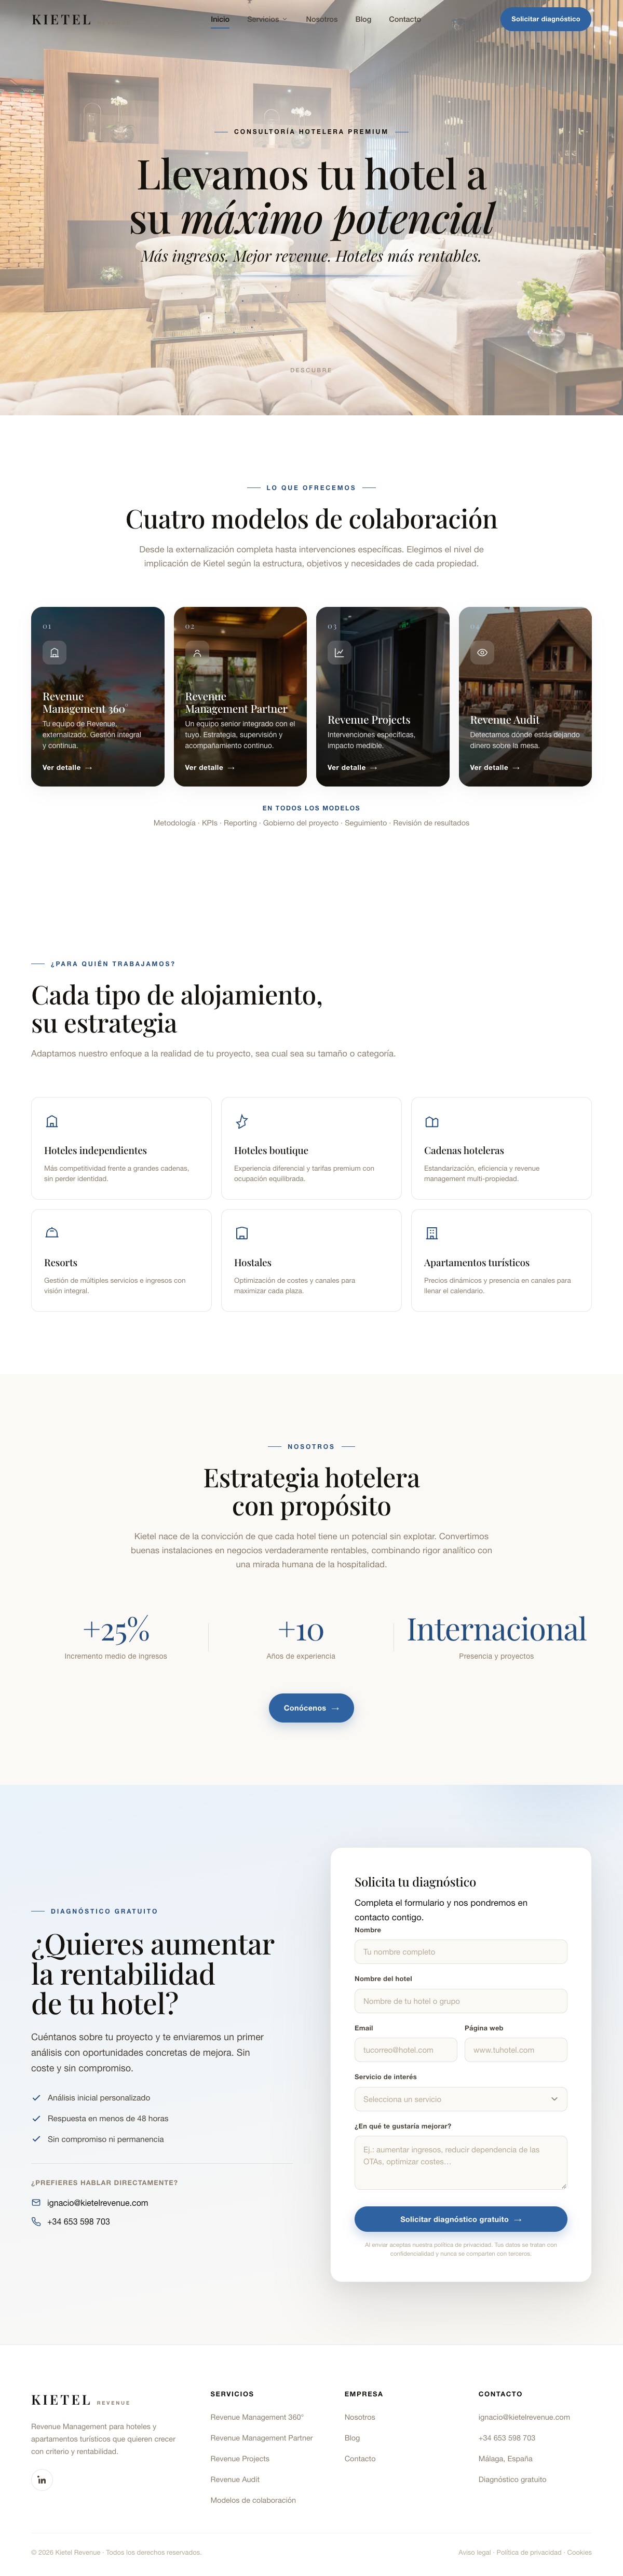 KIETEL
Inicio
Servicios
Nosotros
Blog
Contacto
Solicitar diagnóstico
CONSULTORÍA HOTELERA PREMIUM
Llevamos tu hotel a
su máximo potencial
Más ingresos. Mejor revenue. Hoteles más rentables.
DESCUBRE
LO QUE OFRECEMOS
Cuatro modelos de colaboración
Desde la externalización completa hasta intervenciones específicas. Elegimos el nivel de
implicación de Kietel según la estructura, objetivos y necesidades de cada propiedad.
01
Revenue
Management 360°
Tu equipo de Revenue,
externalizado. Gestión integral
y continua.
Ver detalle →
02
Revenue
Management Partner
Un equipo senior integrado con el
tuyo. Estrategia, supervisión y
acompañamiento continuo.
Ver detalle →
03
Revenue Projects
Intervenciones específicas,
impacto medible.
Ver detalle →
04
Revenue Audit
Detectamos dónde estás dejando
dinero sobre la mesa.
Ver detalle →
EN TODOS LOS MODELOS
Metodología · KPIs · Reporting · Gobierno del proyecto · Seguimiento · Revisión de resultados
¿PARA QUIÉN TRABAJAMOS?
Cada tipo de alojamiento,
su estrategia
Adaptamos nuestro enfoque a la realidad de tu proyecto, sea cual sea su tamaño o categoría.
Hoteles independientes
Más competitividad frente a grandes cadenas,
sin perder identidad.
Hoteles boutique
Experiencia diferencial y tarifas premium con
ocupación equilibrada.
Cadenas hoteleras
Estandarización, eficiencia y revenue
management multi-propiedad.
Resorts
Gestión de múltiples servicios e ingresos con
visión integral.
Hostales
Optimización de costes y canales para
maximizar cada plaza.
Apartamentos turísticos
Precios dinámicos y presencia en canales para
llenar el calendario.
NOSOTROS
Estrategia hotelera
con propósito
Kietel nace de la convicción de que cada hotel tiene un potencial sin explotar. Convertimos
buenas instalaciones en negocios verdaderamente rentables, combinando rigor analítico con
una mirada humana de la hospitalidad.
+25%
Incremento medio de ingresos
+10
Años de experiencia
Internacional
Presencia y proyectos
Conócenos →
DIAGNÓSTICO GRATUITO
¿Quieres aumentar
la rentabilidad
de tu hotel?
Cuéntanos sobre tu proyecto y te enviaremos un primer
análisis con oportunidades concretas de mejora. Sin
coste y sin compromiso.
Análisis inicial personalizado
Respuesta en menos de 48 horas
Sin compromiso ni permanencia
¿PREFIERES HABLAR DIRECTAMENTE?
ignacio@kietelrevenue.com
+34 653 598 703
Solicita tu diagnóstico
Completa el formulario y nos pondremos en
contacto contigo.
Nombre
Tu nombre completo
Nombre del hotel
Nombre de tu hotel o grupo
Email
Página web
tucorreo@hotel.com
www.tuhotel.com
Servicio de interés
Selecciona un servicio
¿En qué te gustaría mejorar?
Ej.: aumentar ingresos, reducir dependencia de las
OTAs, optimizar costes...
Solicitar diagnóstico gratuito →
Al enviar aceptas nuestra política de privacidad. Tus datos se tratan con
confidencialidad y nunca se comparten con terceros.
KIETEL REVENUE
Revenue Management para hoteles y
apartamentos turísticos que quieren crecer
con criterio y rentabilidad.
in
SERVICIOS
Revenue Management 360°
Revenue Management Partner
Revenue Projects
Revenue Audit
Modelos de colaboración
EMPRESA
Nosotros
Blog
Contacto
CONTACTO
ignacio@kietelrevenue.com
+34 653 598 703
Málaga, España
Diagnóstico gratuito
© 2026 Kietel Revenue · Todos los derechos reservados.
Aviso legal · Política de privacidad · Cookies